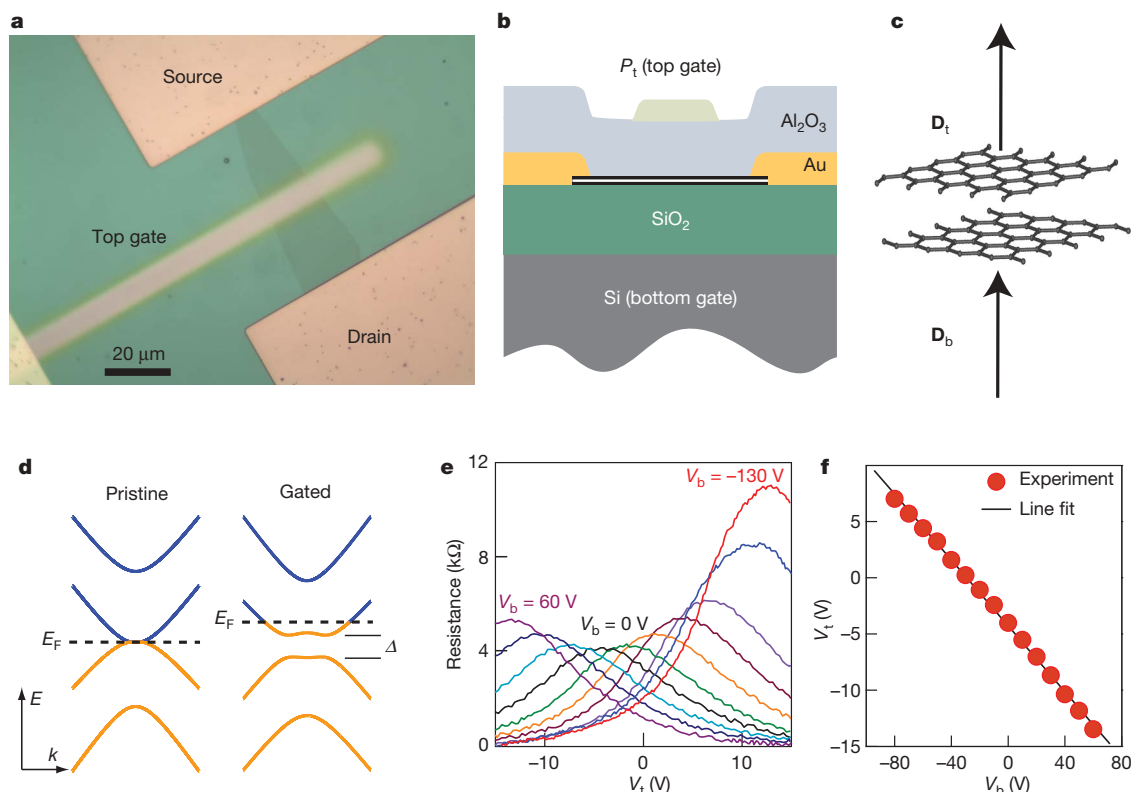 a
Source
Top gate
Drain
20 μm
b
P_t (top gate)
Al₂O₃
Au
SiO₂
Si (bottom gate)
c
D_t
D_b
d
Pristine
Gated
E_F
E_F
Δ
E
k
e
12
8
4
0
Resistance (kΩ)
V_b = −130 V
V_b = 60 V
V_b = 0 V
−10
0
10
V_t (V)
f
Experiment
Line fit
5
0
−5
−10
−15
V_t (V)
−80
−40
0
40
80
V_b (V)